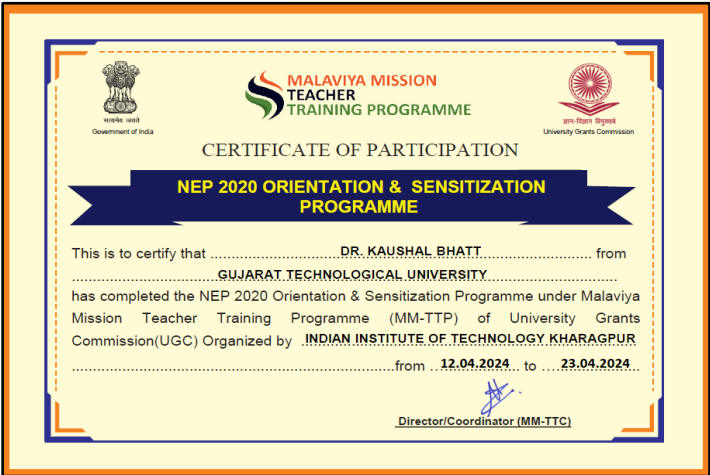 MALAVIYA MISSION
TEACHER
TRAINING PROGRAMME
सत्यमेव जयते
Government of India
ज्ञान-विज्ञान विमुक्तये
University Grants Commission
CERTIFICATE OF PARTICIPATION
NEP 2020 ORIENTATION & SENSITIZATION
PROGRAMME
This is to certify that DR. KAUSHAL BHATT from
GUJARAT TECHNOLOGICAL UNIVERSITY
has completed the NEP 2020 Orientation & Sensitization Programme under Malaviya
Mission Teacher Training Programme (MM-TTP) of University Grants
Commission(UGC) Organized by INDIAN INSTITUTE OF TECHNOLOGY KHARAGPUR
from 12.04.2024 to 23.04.2024
Director/Coordinator (MM-TTC)